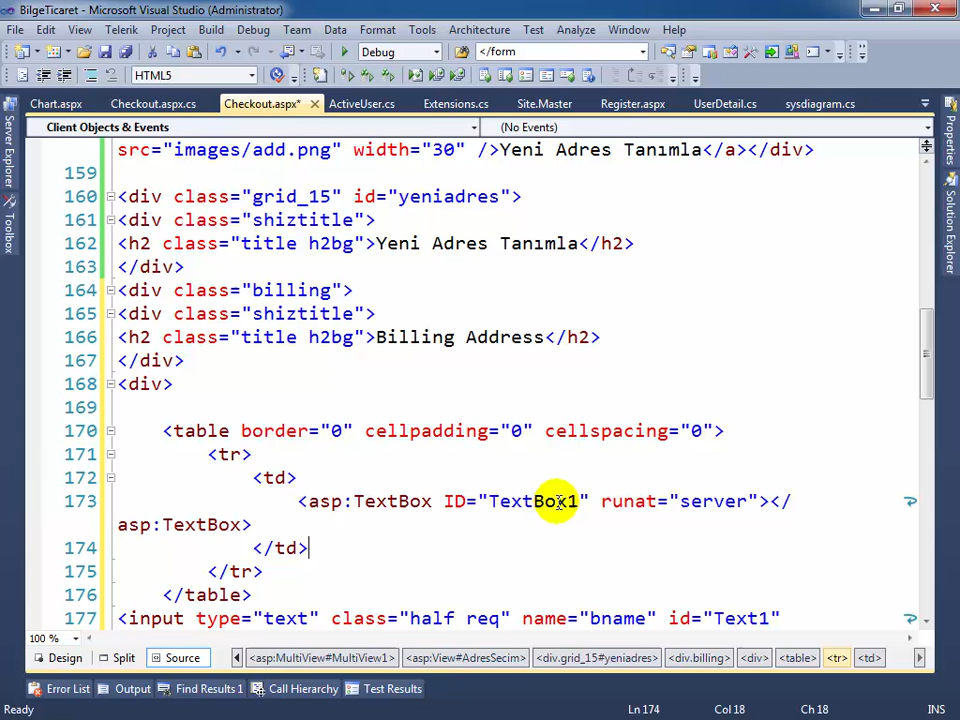 BilgeTicaret - Microsoft Visual Studio (Administrator)
File Edit View Telerik Project Build Debug Team Data Format Tools Architecture Test Analyze Window Help
Debug </form
HTML5
Chart.aspx Checkout.aspx.cs Checkout.aspx* ActiveUser.cs Extensions.cs Site.Master Register.aspx UserDetail.cs sysdiagram.cs
Client Objects & Events (No Events)
Server Explorer
Toolbox
Properties
Solution Explorer
src="images/add.png" width="30" />Yeni Adres Tanımla</a></div>
159
160 <div class="grid_15" id="yeniadres">
161 <div class="shiztitle">
162 <h2 class="title h2bg">Yeni Adres Tanımla</h2>
163 </div>
164 <div class="billing">
165 <div class="shiztitle">
166 <h2 class="title h2bg">Billing Address</h2>
167 </div>
168 <div>
169
170 <table border="0" cellpadding="0" cellspacing="0">
171 <tr>
172 <td>
173 <asp:TextBox ID="TextBox1" runat="server"></
asp:TextBox>
174 </td>
175 </tr>
176 </table>
177 <input type="text" class="half req" name="bname" id="Text1"
100 %
Design Split Source <asp:MultiView#MultiView1> <asp:View#AdresSecim> <div.grid_15#yeniadres> <div.billing> <div> <table> <tr> <td>
Error List Output Find Results 1 Call Hierarchy Test Results
Ready Ln 174 Col 18 Ch 18 INS